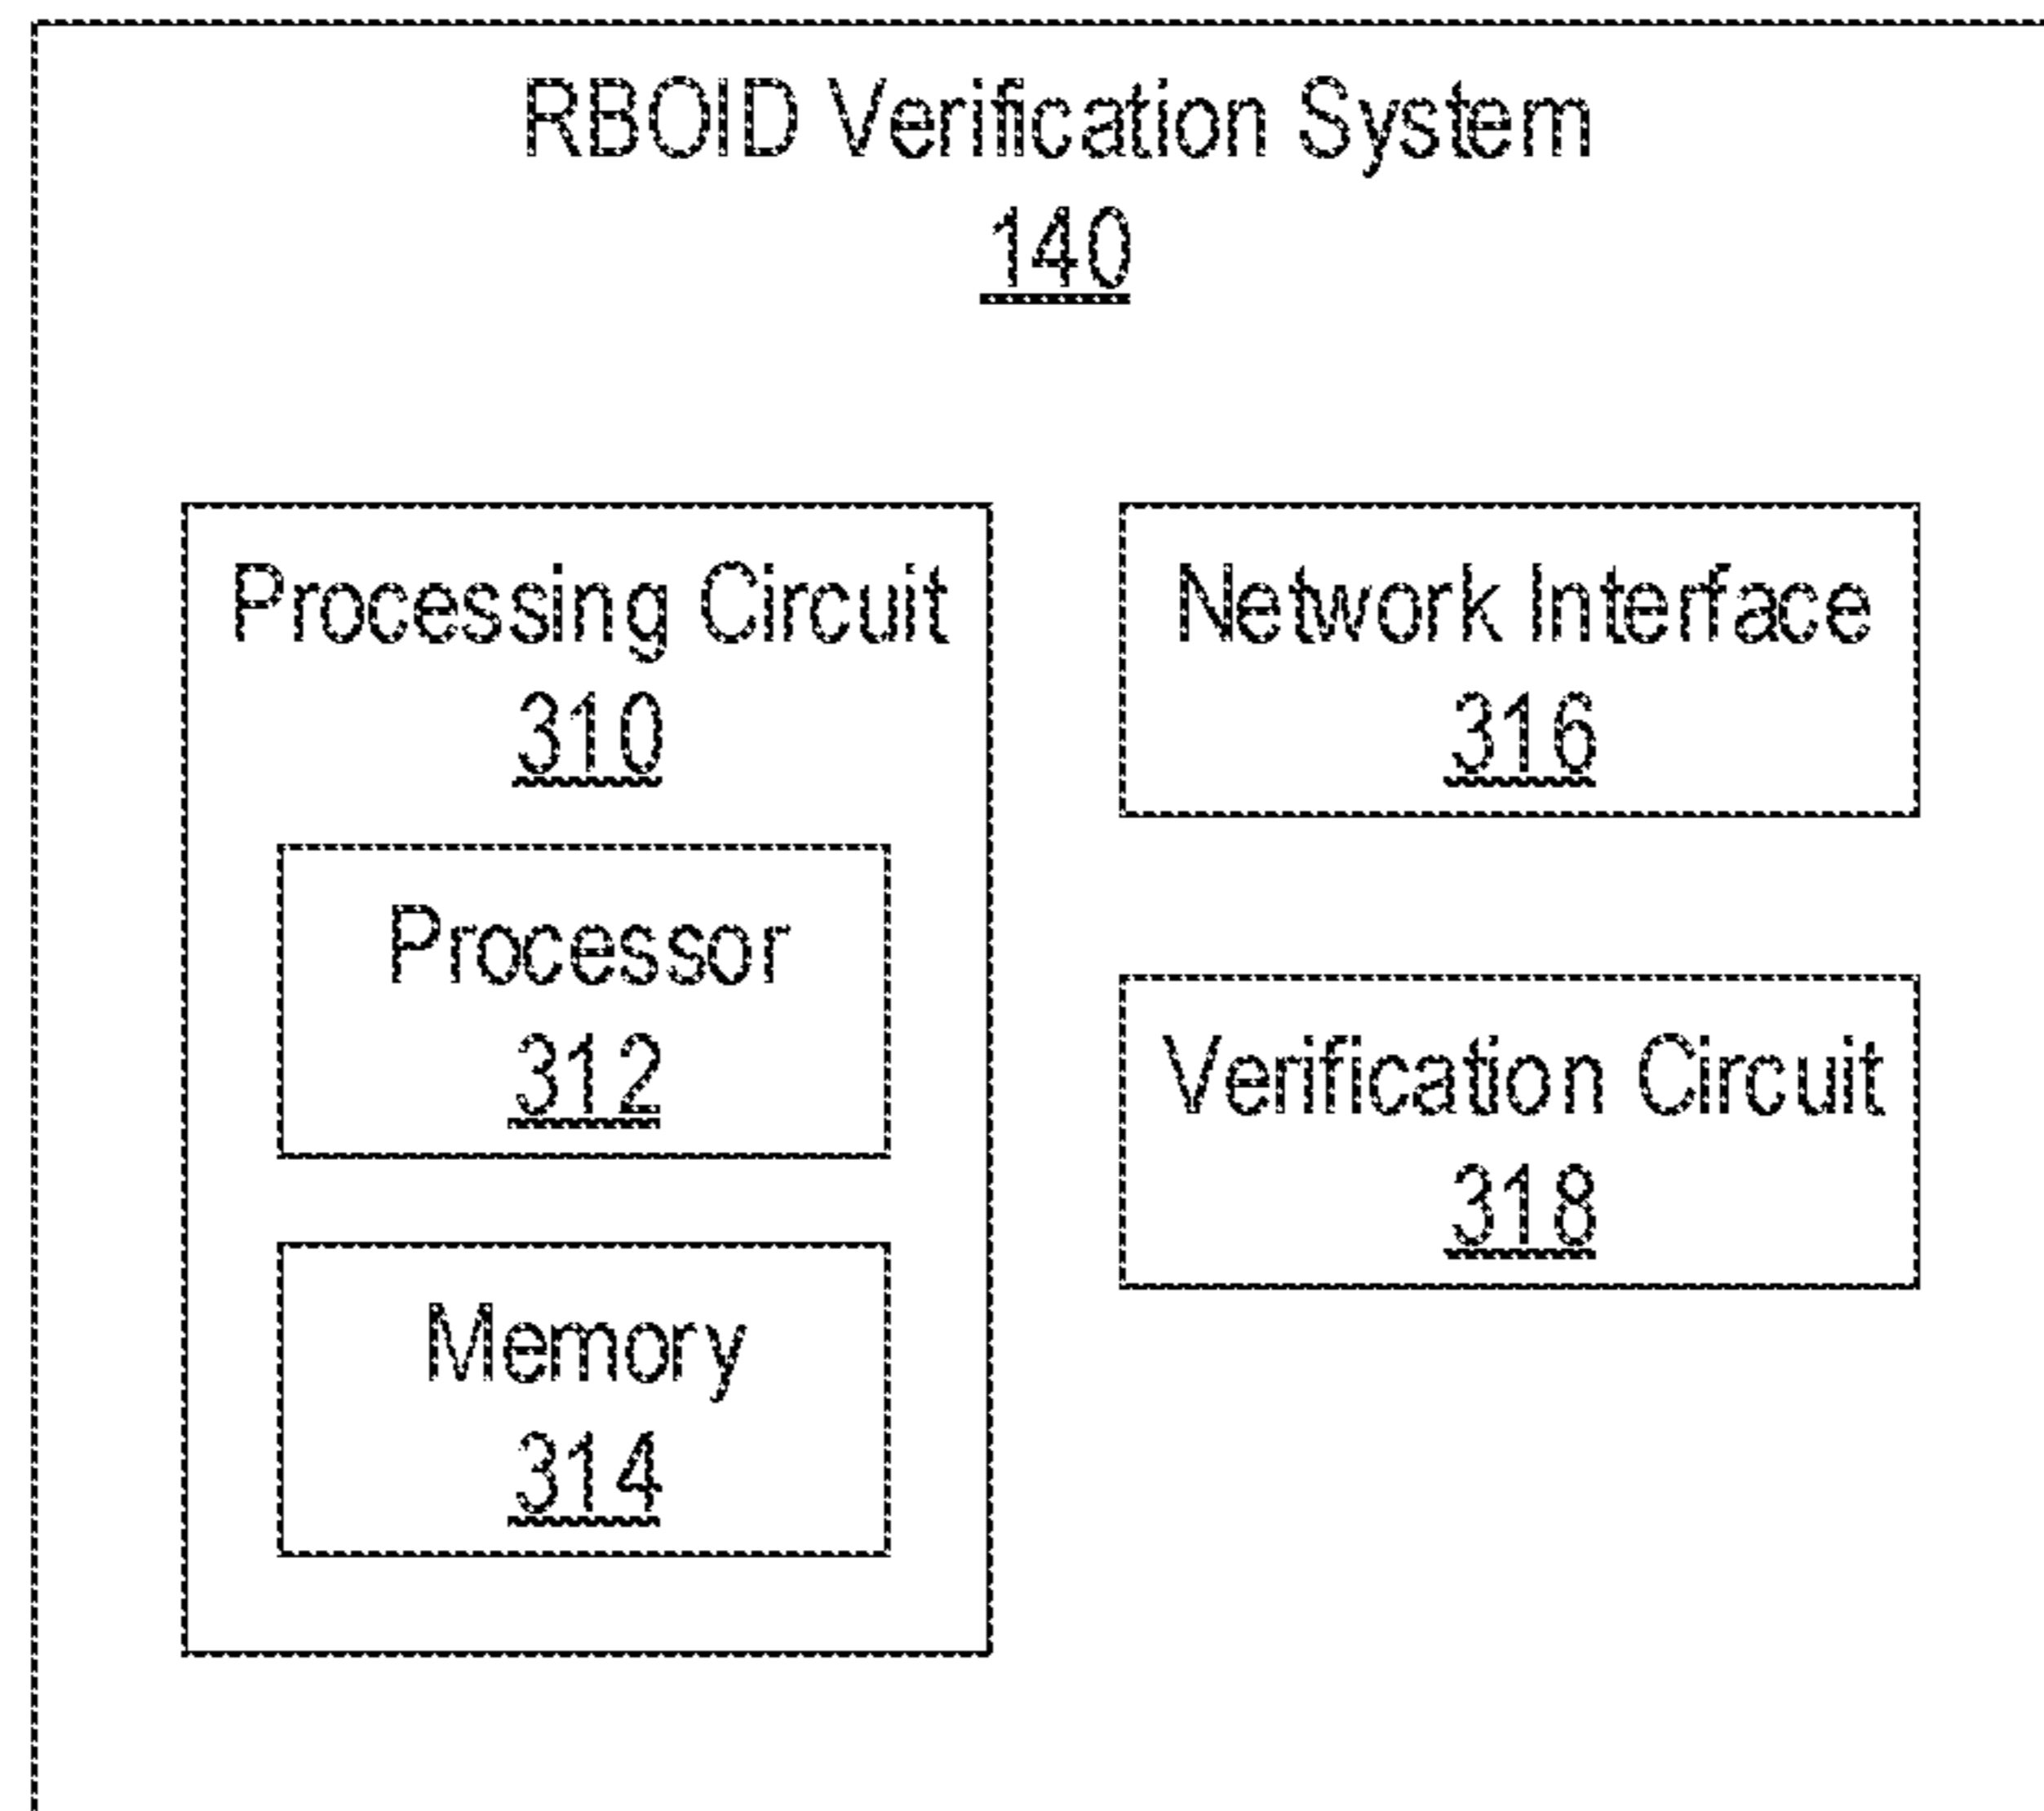 RBOID Verification System
140
Processing Circuit
310
Processor
312
Memory
314
Network Interface
316
Verification Circuit
318